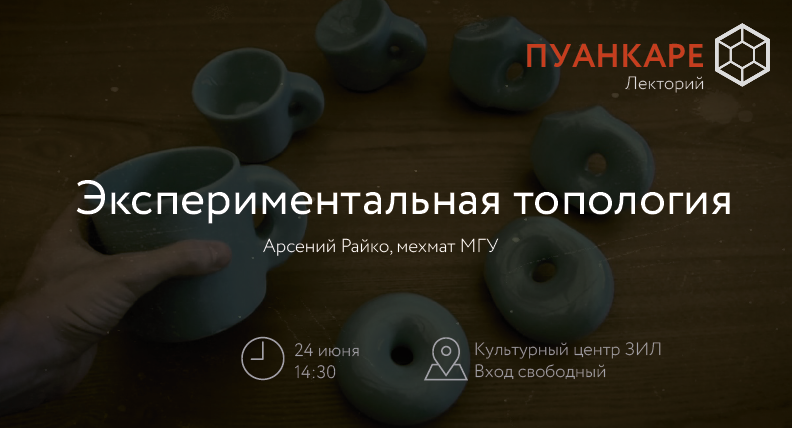 ПУАНКАРЕ
Лекторий
Экспериментальная топология
Арсений Райко, мехмат МГУ
24 июня
14:30
Культурный центр ЗИЛ
Вход свободный